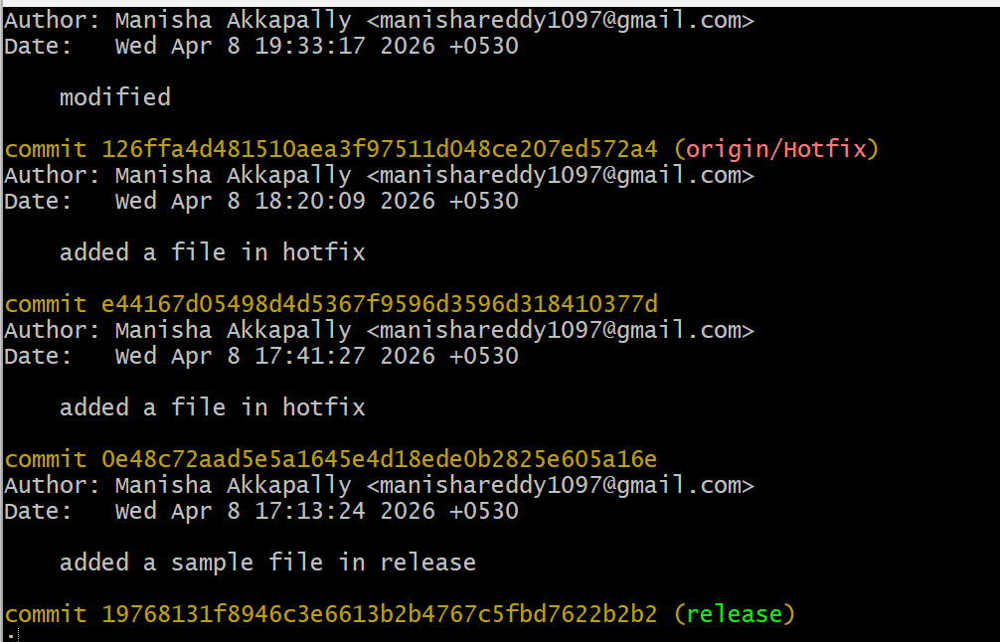 Author: Manisha Akkapally <manishareddy1097@gmail.com>
Date:   Wed Apr 8 19:33:17 2026 +0530
modified
commit 126ffa4d481510aea3f97511d048ce207ed572a4 (origin/Hotfix)
Author: Manisha Akkapally <manishareddy1097@gmail.com>
Date:   Wed Apr 8 18:20:09 2026 +0530
added a file in hotfix
commit e44167d05498d4d5367f9596d3596d318410377d
Author: Manisha Akkapally <manishareddy1097@gmail.com>
Date:   Wed Apr 8 17:41:27 2026 +0530
added a file in hotfix
commit 0e48c72aad5e5a1645e4d18ede0b2825e605a16e
Author: Manisha Akkapally <manishareddy1097@gmail.com>
Date:   Wed Apr 8 17:13:24 2026 +0530
added a sample file in release
commit 19768131f8946c3e6613b2b4767c5fbd7622b2b2 (release)